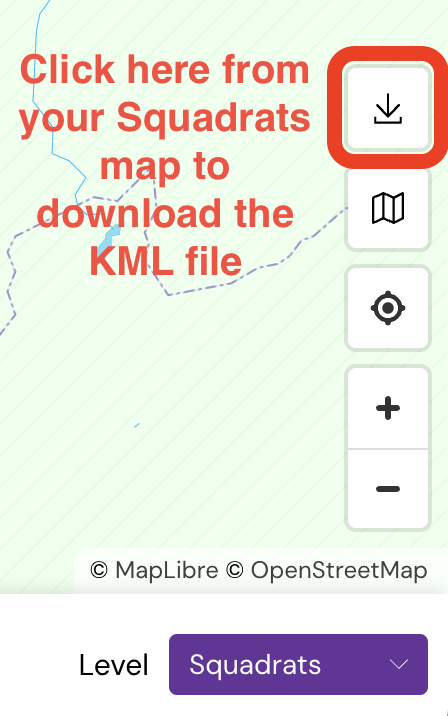 Click here from
your Squadrats
map to
download the
KML file
© MapLibre © OpenStreetMap
Level Squadrats